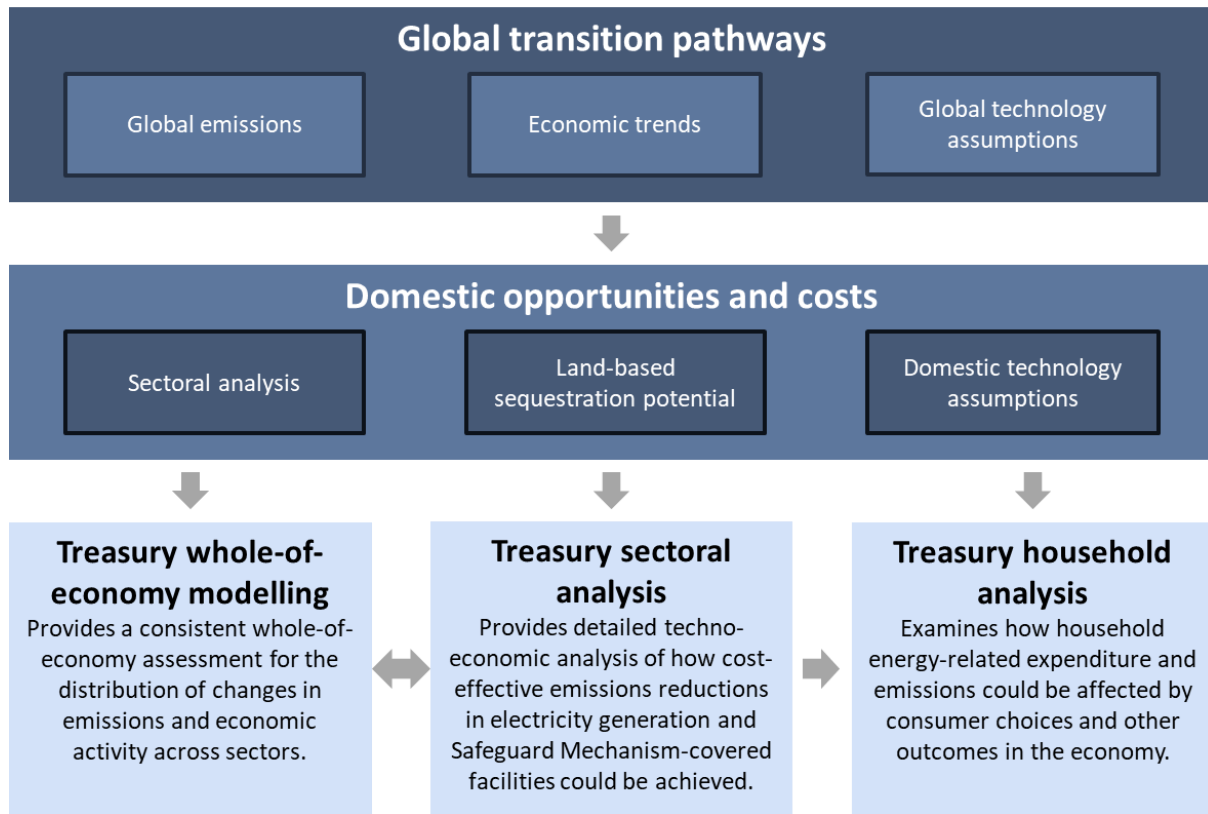 Global transition pathways
Global emissions
Economic trends
Global technology
assumptions
Domestic opportunities and costs
Sectoral analysis
Land-based
sequestration potential
Domestic technology
assumptions
Treasury whole-of-
economy modelling
Provides a consistent whole-of-
economy assessment for the
distribution of changes in
emissions and economic
activity across sectors.
Treasury sectoral
analysis
Provides detailed techno-
economic analysis of how cost-
effective emissions reductions
in electricity generation and
Safeguard Mechanism-covered
facilities could be achieved.
Treasury household
analysis
Examines how household
energy-related expenditure and
emissions could be affected by
consumer choices and other
outcomes in the economy.